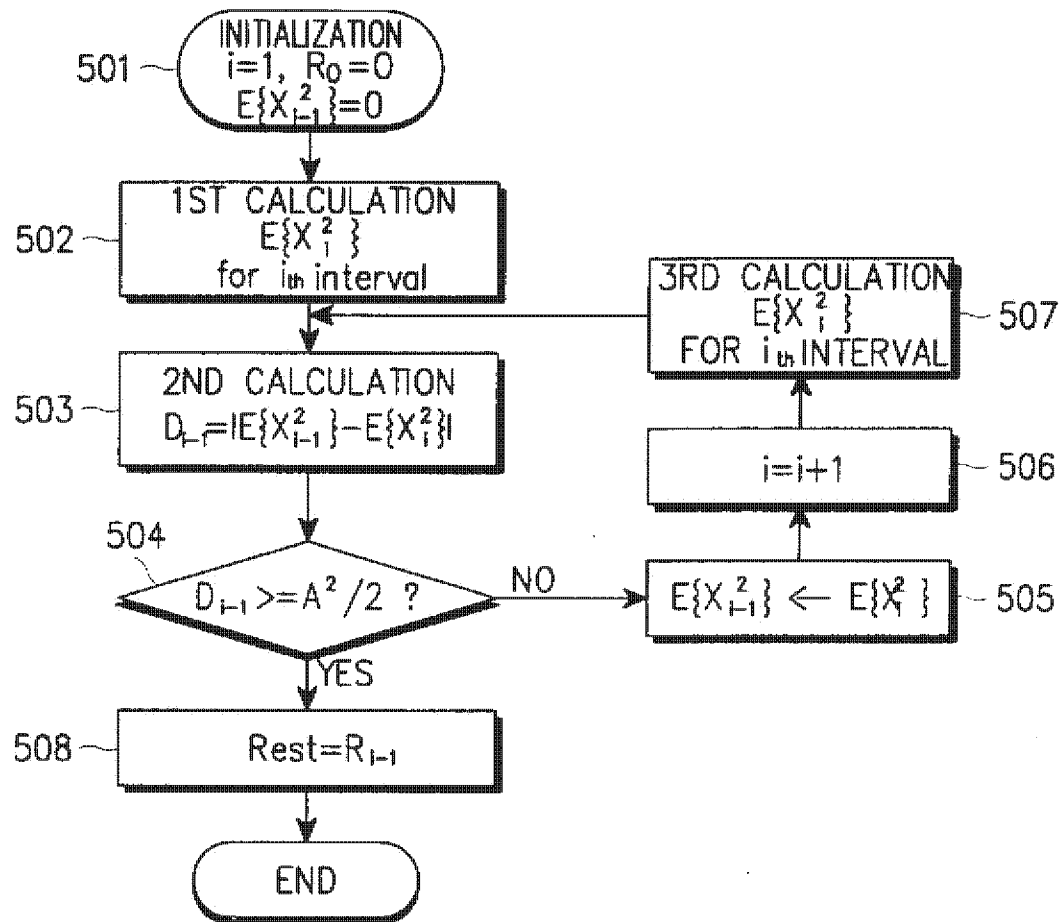 INITIALIZATION
i=1, R₀=0
E{X²ᵢ₋₁}=0
501
1ST CALCULATION
E{X²ᵢ}
for iₜₕ interval
502
3RD CALCULATION
E{X²ᵢ}
FOR iₜₕ INTERVAL
507
2ND CALCULATION
Dᵢ₋₁=|E{X²ᵢ₋₁}−E{X²ᵢ}|
503
i=i+1
506
504
Dᵢ₋₁>=A²/2 ?
NO
E{X²ᵢ₋₁} ← E{X²ᵢ}
505
YES
508
Rest=Rᵢ₋₁
END